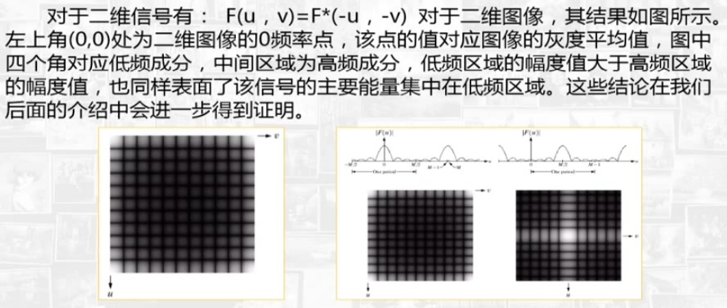 对于二维信号有： F(u，v)=F*(-u，-v) 对于二维图像，其结果如图所示。
左上角(0,0)处为二维图像的0频率点，该点的值对应图像的灰度平均值，图中
四个角对应低频成分，中间区域为高频成分，低频区域的幅度值大于高频区域
的幅度值，也同样表面了该信号的主要能量集中在低频区域。这些结论在我们
后面的介绍中会进一步得到证明。
v
u
|F(u)|
|F(u)|
One period
One period